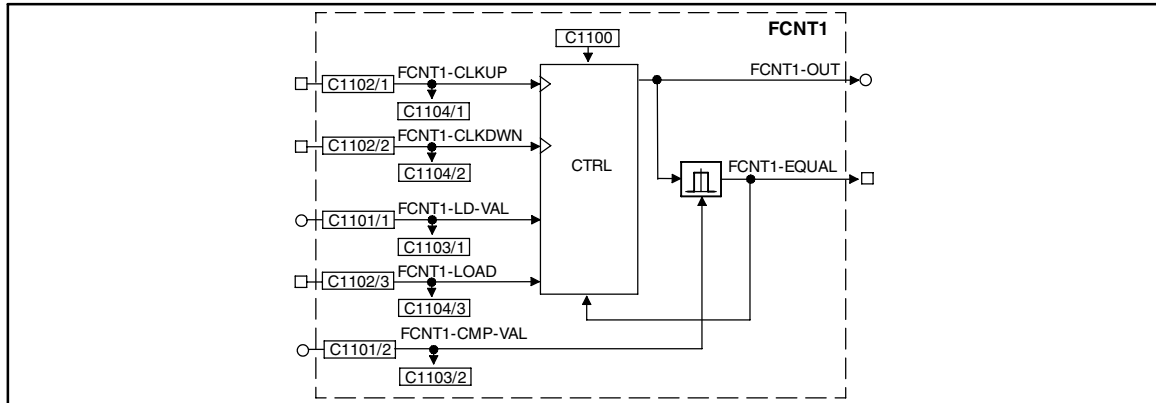 FCNT1
C1100
FCNT1-OUT
C1102/1
FCNT1-CLKUP
C1104/1
C1102/2
FCNT1-CLKDWN
C1104/2
CTRL
FCNT1-EQUAL
C1101/1
FCNT1-LD-VAL
C1103/1
C1102/3
FCNT1-LOAD
C1104/3
C1101/2
FCNT1-CMP-VAL
C1103/2